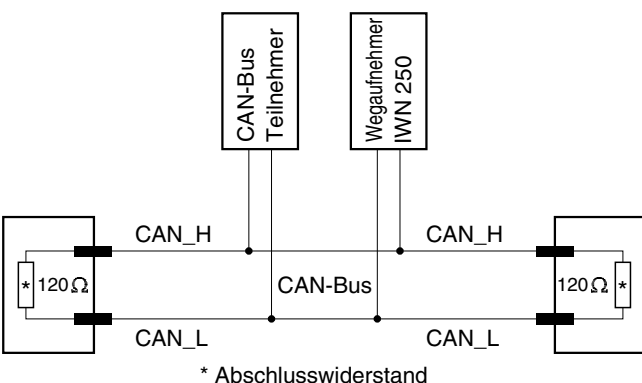 CAN-Bus
Teilnehmer
Wegaufnehmer
IWN 250
CAN_H
CAN_H
* 120 Ω
CAN-Bus
120 Ω *
CAN_L
CAN_L
* Abschlusswiderstand